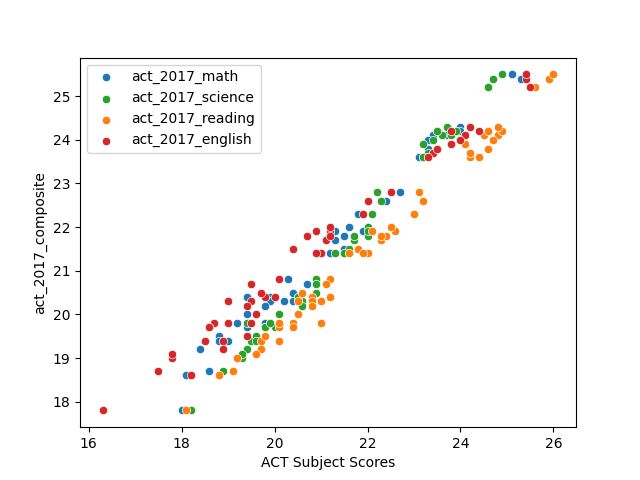 act_2017_math
act_2017_science
act_2017_reading
act_2017_english
25
24
23
22
21
20
19
18
act_2017_composite
16
18
20
22
24
26
ACT Subject Scores